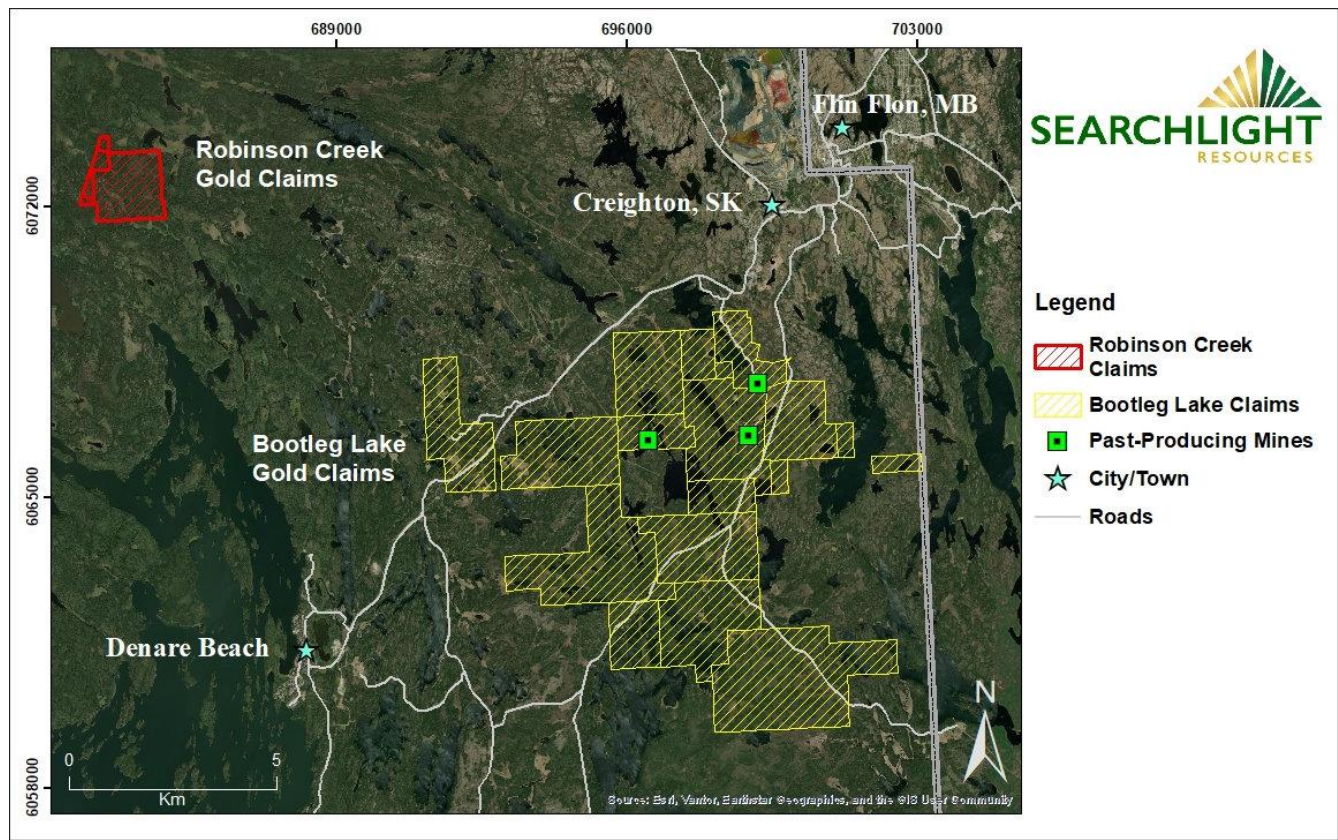 689000
696000
703000
6072000
6065000
6058000
Flin Flon, MB
Creighton, SK
Robinson Creek
Gold Claims
Bootleg Lake
Gold Claims
Denare Beach
0
5
Km
N
Source: Esri, Vantor, Earthstar Geographics, and the GIS User Community
SEARCHLIGHT
RESOURCES
Legend
Robinson Creek
Claims
Bootleg Lake Claims
Past-Producing Mines
City/Town
Roads